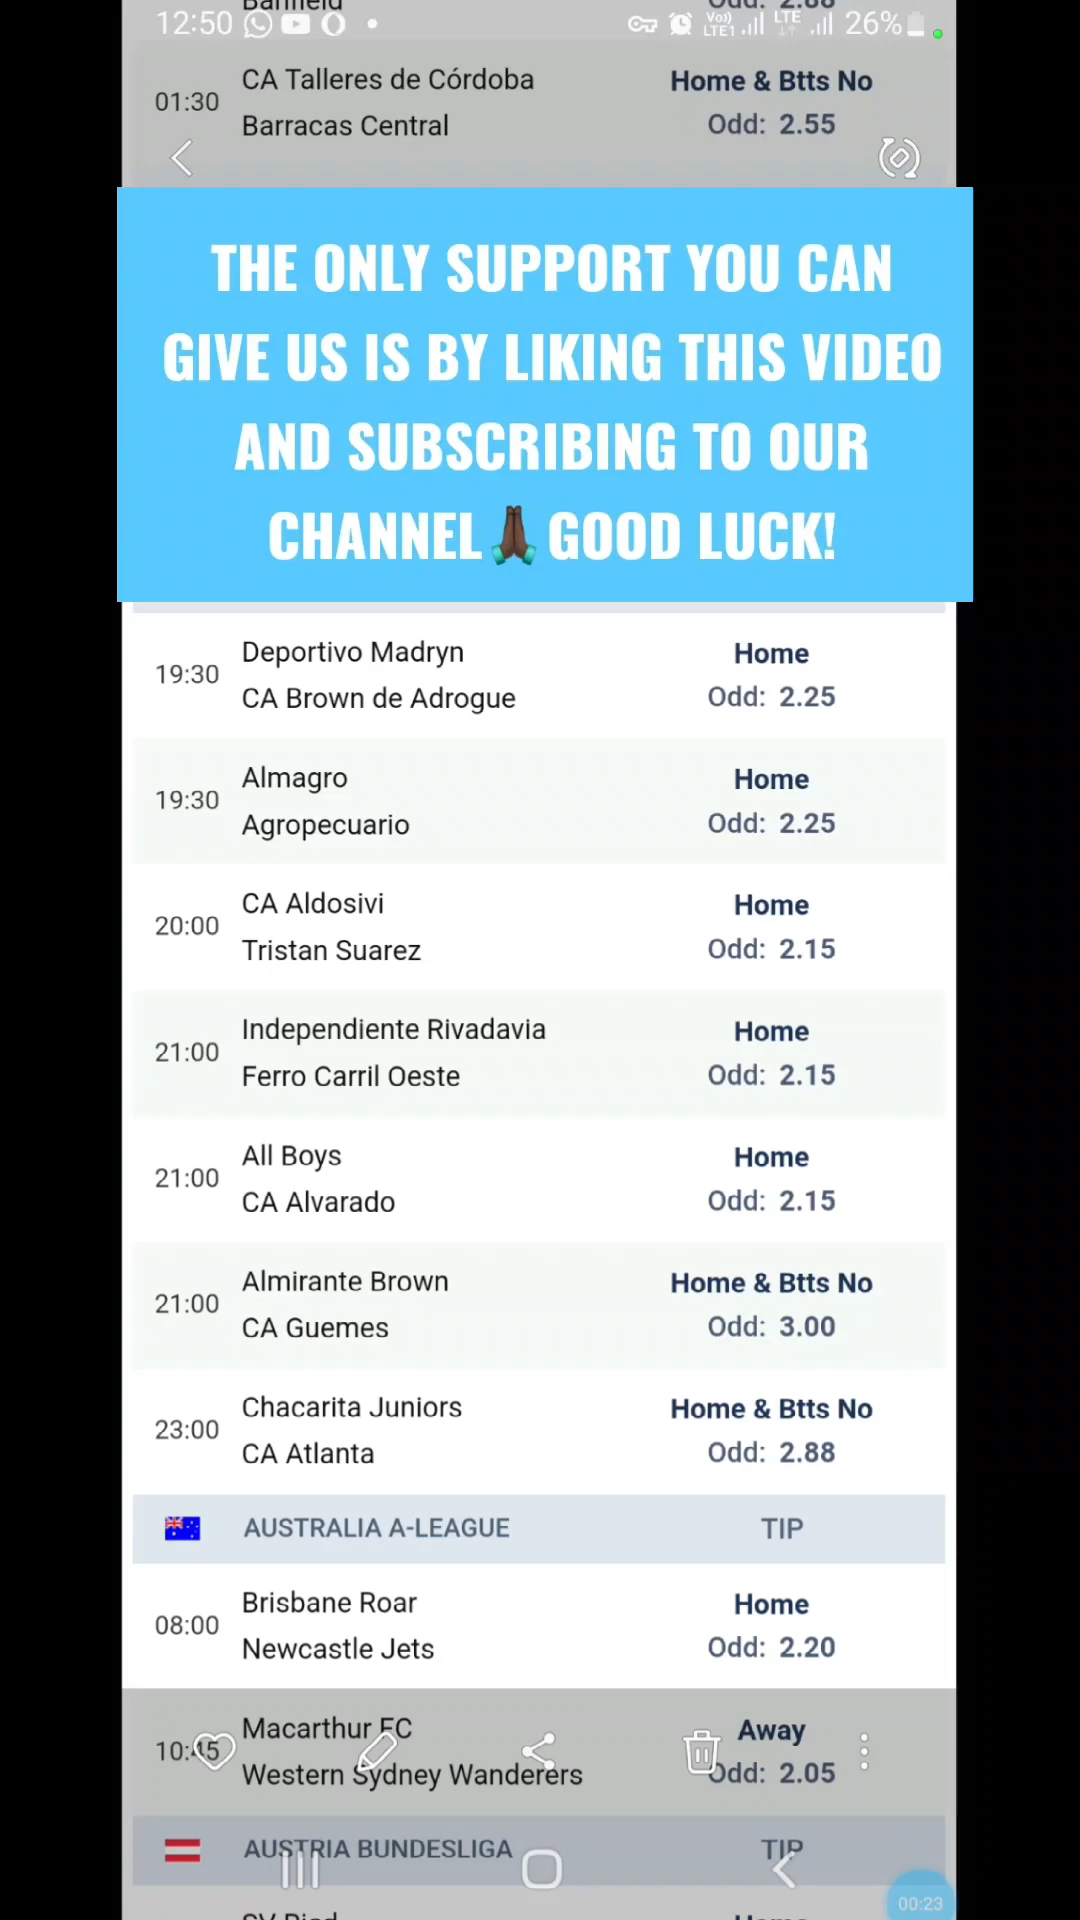 Banfield
Odd: 2.88
12:50
Vo))
LTE1
LTE
26%
CA Talleres de Córdoba
Home & Btts No
01:30
Barracas Central
Odd: 2.55
THE ONLY SUPPORT YOU CAN
GIVE US IS BY LIKING THIS VIDEO
AND SUBSCRIBING TO OUR
CHANNEL🙏🏿GOOD LUCK!
Deportivo Madryn
Home
19:30
CA Brown de Adrogue
Odd: 2.25
Almagro
Home
19:30
Agropecuario
Odd: 2.25
CA Aldosivi
Home
20:00
Tristan Suarez
Odd: 2.15
Independiente Rivadavia
Home
21:00
Ferro Carril Oeste
Odd: 2.15
All Boys
Home
21:00
CA Alvarado
Odd: 2.15
Almirante Brown
Home & Btts No
21:00
CA Guemes
Odd: 3.00
Chacarita Juniors
Home & Btts No
23:00
CA Atlanta
Odd: 2.88
AUSTRALIA A-LEAGUE TIP
Brisbane Roar
Home
08:00
Newcastle Jets
Odd: 2.20
Macarthur FC
Away
10:45
Western Sydney Wanderers
Odd: 2.05
AUSTRIA BUNDESLIGA TIP
00:23